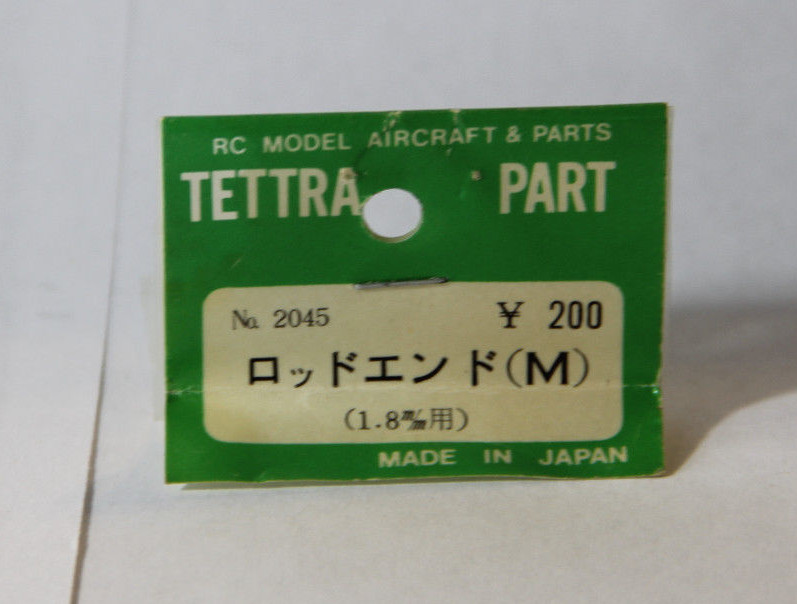 RC MODEL AIRCRAFT & PARTS
TETTRA PART
No. 2045 ¥ 200
ロッドエンド(M)
(1.8㎜用)
MADE IN JAPAN